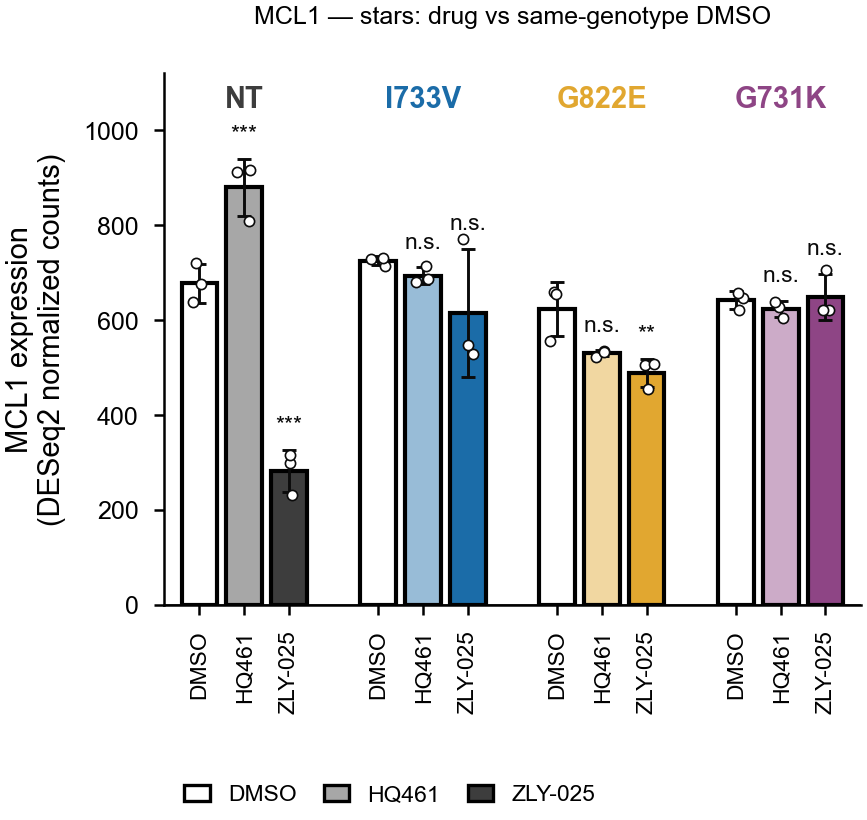 MCL1 — stars: drug vs same-genotype DMSO
NT
I733V
G822E
G731K
MCL1 expression
(DESeq2 normalized counts)
1000
800
600
400
200
0
***
***
n.s.
n.s.
n.s.
**
n.s.
n.s.
DMSO
HQ461
ZLY-025
DMSO
HQ461
ZLY-025
DMSO
HQ461
ZLY-025
DMSO
HQ461
ZLY-025
DMSO HQ461 ZLY-025